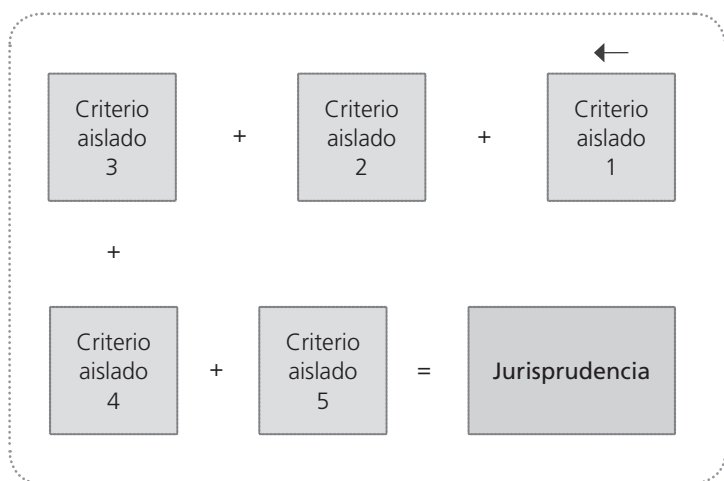 Criterio
aislado
3
+
Criterio
aislado
2
+
Criterio
aislado
1
+
Criterio
aislado
4
+
Criterio
aislado
5
=
Jurisprudencia